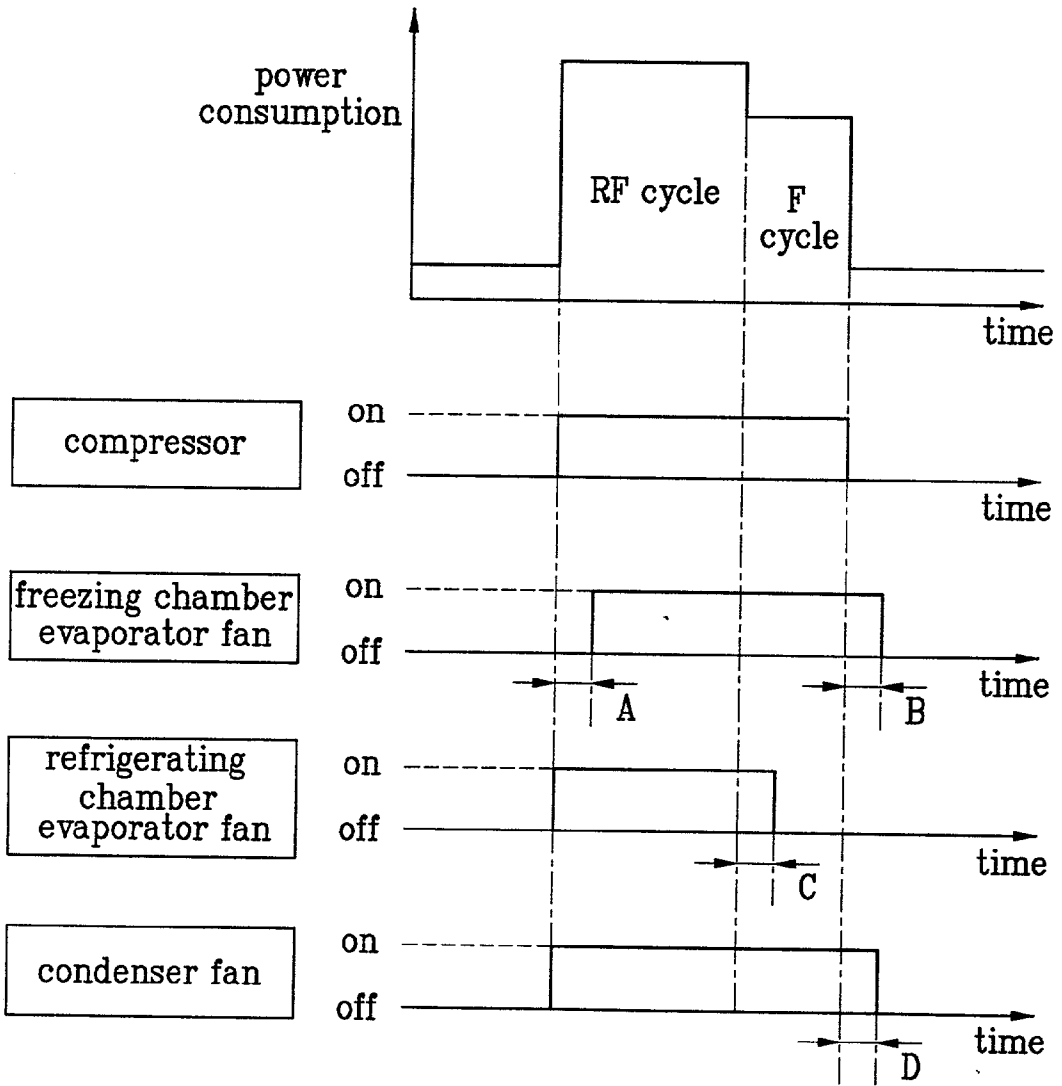 power
consumption
RF cycle
F
cycle
time
compressor
on
off
time
freezing chamber
evaporator fan
on
off
time
A
B
refrigerating
chamber
evaporator fan
on
off
time
C
condenser fan
on
off
time
D